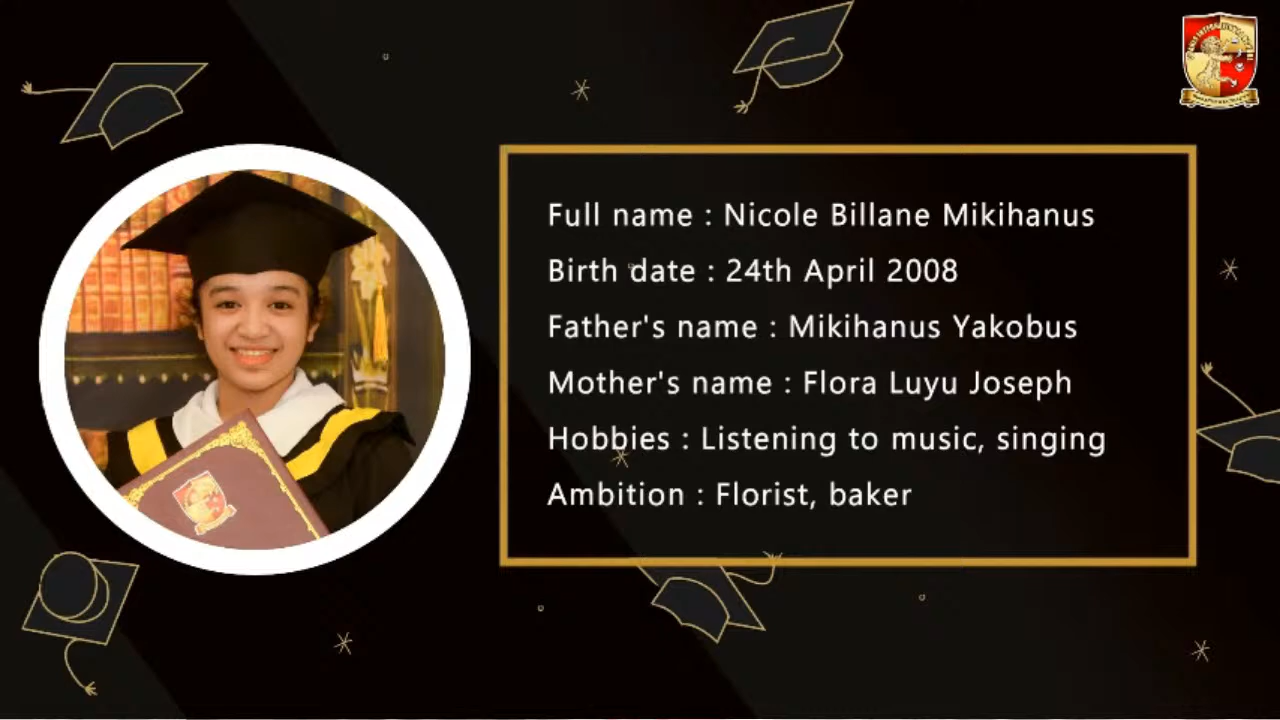 Full name : Nicole Billane Mikihanus
Birth date : 24th April 2008
Father's name : Mikihanus Yakobus
Mother's name : Flora Luyu Joseph
Hobbies : Listening to music, singing
Ambition : Florist, baker